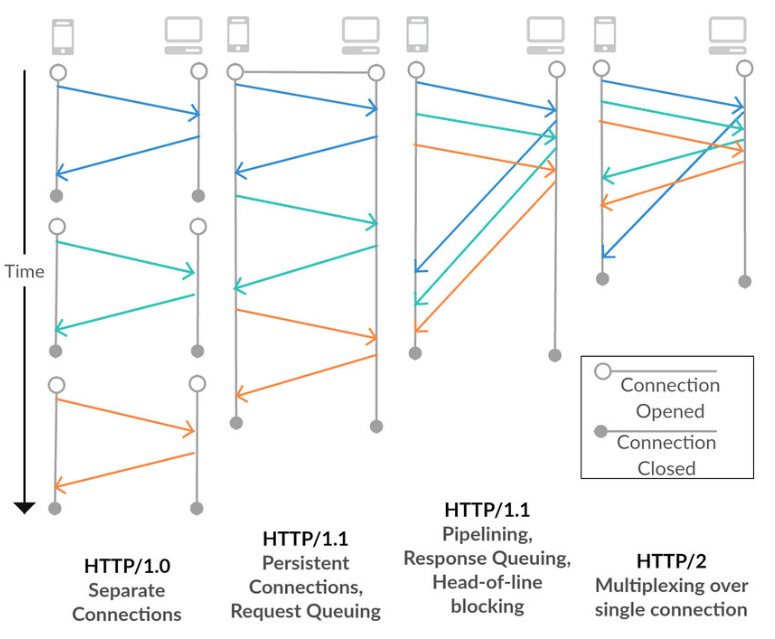 Time
Connection
Opened
Connection
Closed
HTTP/1.0
Separate
Connections
HTTP/1.1
Persistent
Connections,
Request Queuing
HTTP/1.1
Pipelining,
Response Queuing,
Head-of-line
blocking
HTTP/2
Multiplexing over
single connection